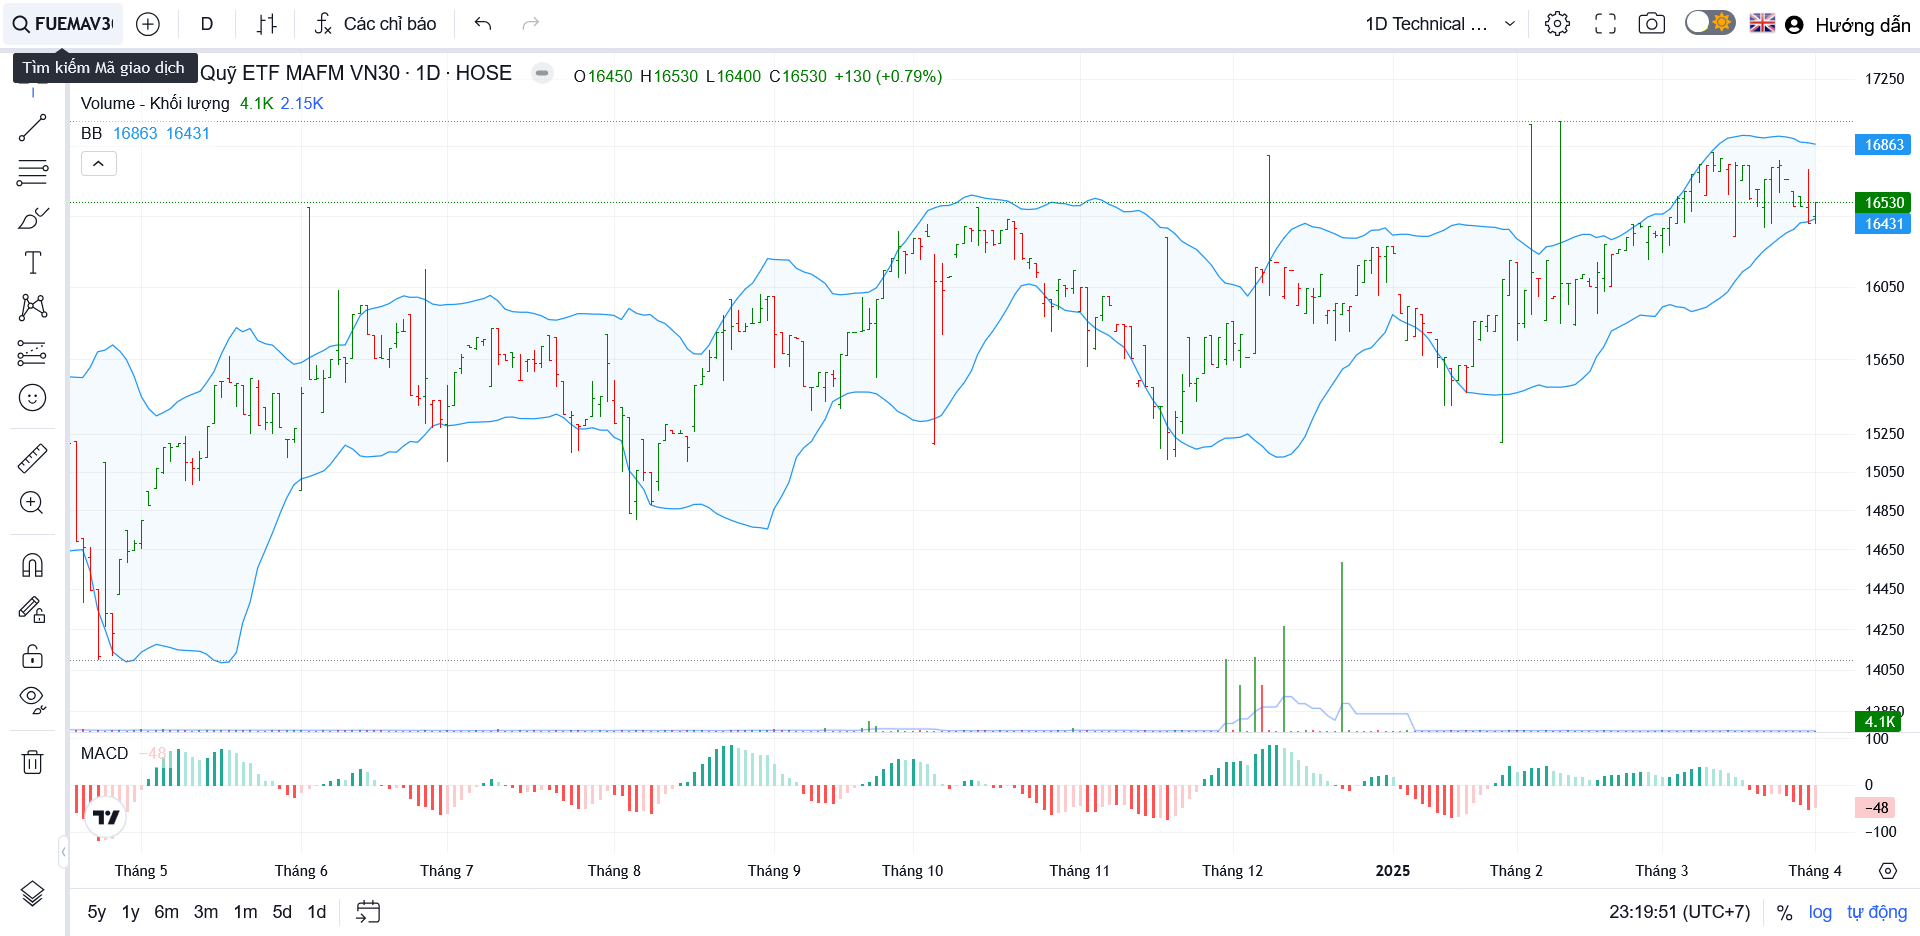 FUEMAV3
D
Các chỉ báo
1D Technical ...
Hướng dẫn
Tìm kiếm Mã giao dịch
Quỹ ETF MAFM VN30 · 1D · HOSE
O16450 H16530 L16400 C16530 +130 (+0.79%)
Volume - Khối lượng 4.1K 2.15K
BB 16863 16431
17250
16863
16530
16431
16050
15650
15250
15050
14850
14650
14450
14250
14050
13850
4.1K
MACD −48
100
0
−48
−100
Tháng 5 Tháng 6 Tháng 7 Tháng 8 Tháng 9 Tháng 10 Tháng 11 Tháng 12 2025 Tháng 2 Tháng 3 Tháng 4
5y 1y 6m 3m 1m 5d 1d
23:19:51 (UTC+7) % log tự động